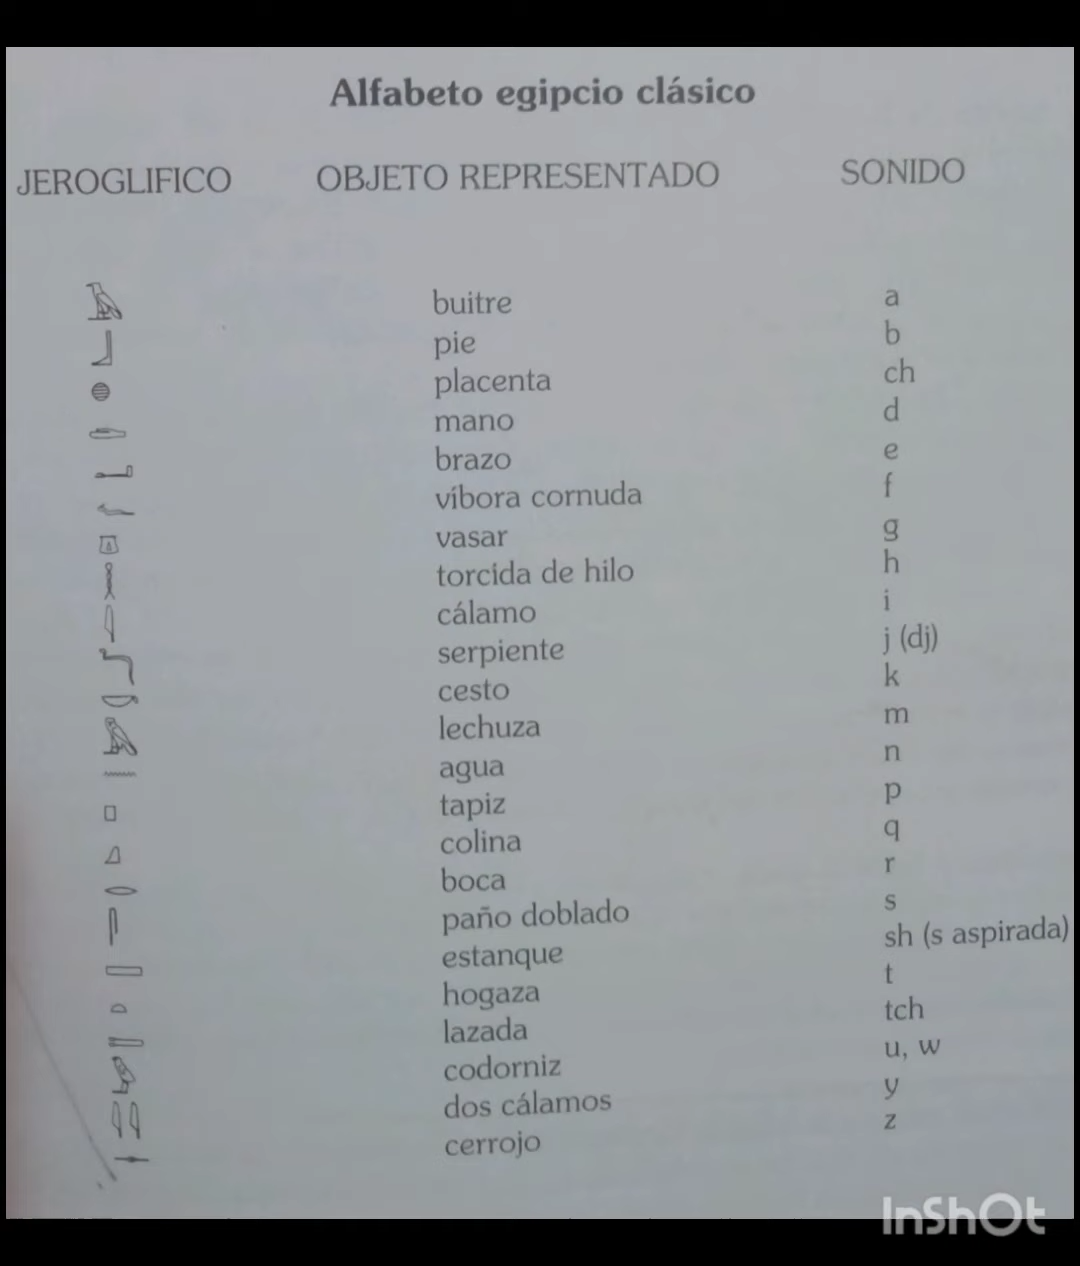 Alfabeto egipcio clásico
JEROGLIFICO OBJETO REPRESENTADO SONIDO
𓄿 buitre a
𓃀 pie b
𓐍 placenta ch
𓂧 mano d
𓂝 brazo e
𓆑 víbora cornuda f
𓎼 vasar g
𓎛 torcida de hilo h
𓇋 cálamo i
𓆓 serpiente j (dj)
𓎡 cesto k
𓅓 lechuza m
𓈖 agua n
𓊪 tapiz p
𓈎 colina q
𓂋 boca r
𓋴 paño doblado s
𓈙 estanque sh (s aspirada)
𓏏 hogaza t
𓍿 lazada tch
𓅱 codorniz u, w
𓇌 dos cálamos y
𓊃 cerrojo z
InShOt